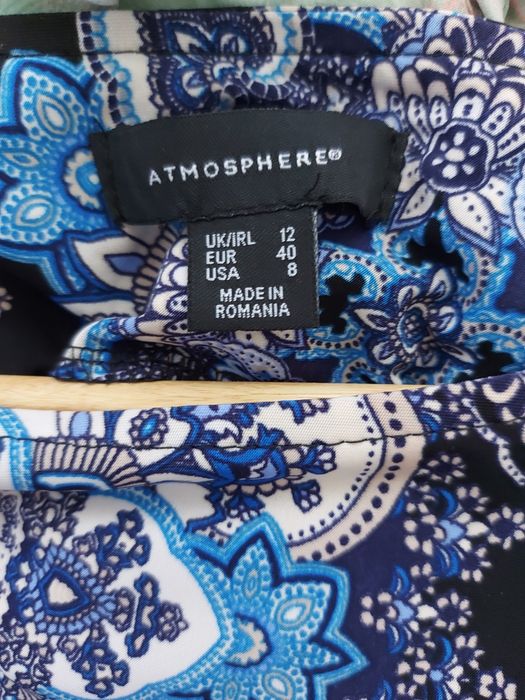 ATMOSPHERE®
UK/IRL 12
EUR 40
USA 8
MADE IN
ROMANIA